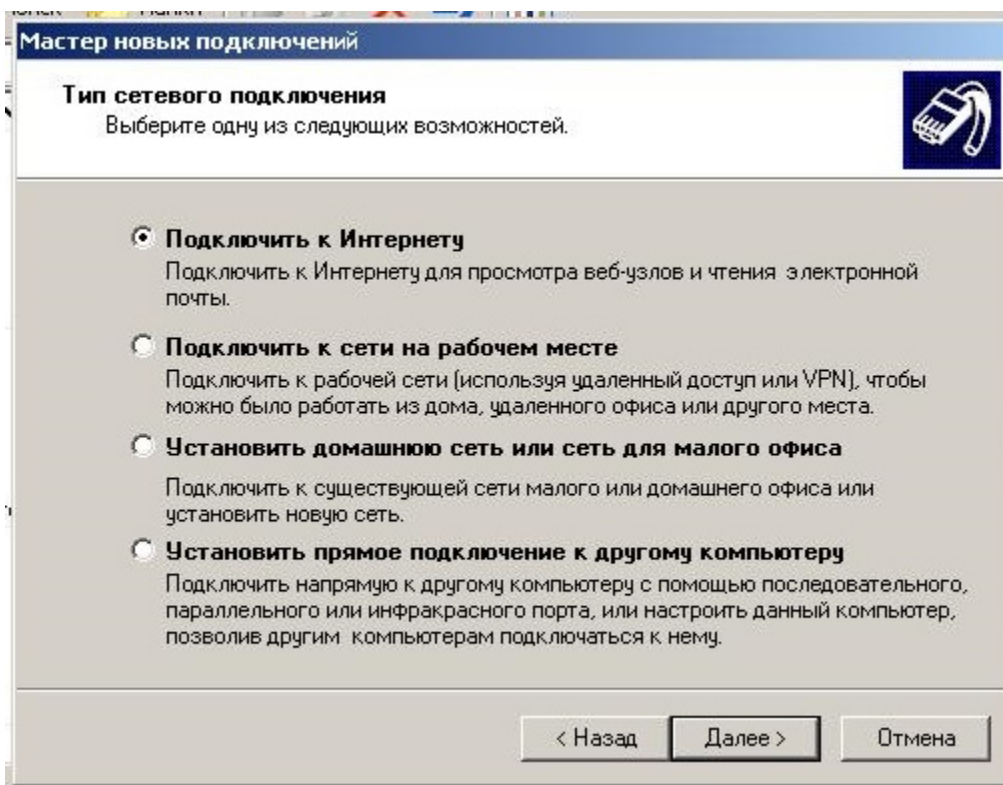 Мастер новых подключений
Тип сетевого подключения
Выберите одну из следующих возможностей.
Подключить к Интернету
Подключить к Интернету для просмотра веб-узлов и чтения электронной
почты.
Подключить к сети на рабочем месте
Подключить к рабочей сети (используя удаленный доступ или VPN), чтобы
можно было работать из дома, удаленного офиса или другого места.
Установить домашнюю сеть или сеть для малого офиса
Подключить к существующей сети малого или домашнего офиса или
установить новую сеть.
Установить прямое подключение к другому компьютеру
Подключить напрямую к другому компьютеру с помощью последовательного,
параллельного или инфракрасного порта, или настроить данный компьютер,
позволив другим компьютерам подключаться к нему.
< Назад Далее > Отмена